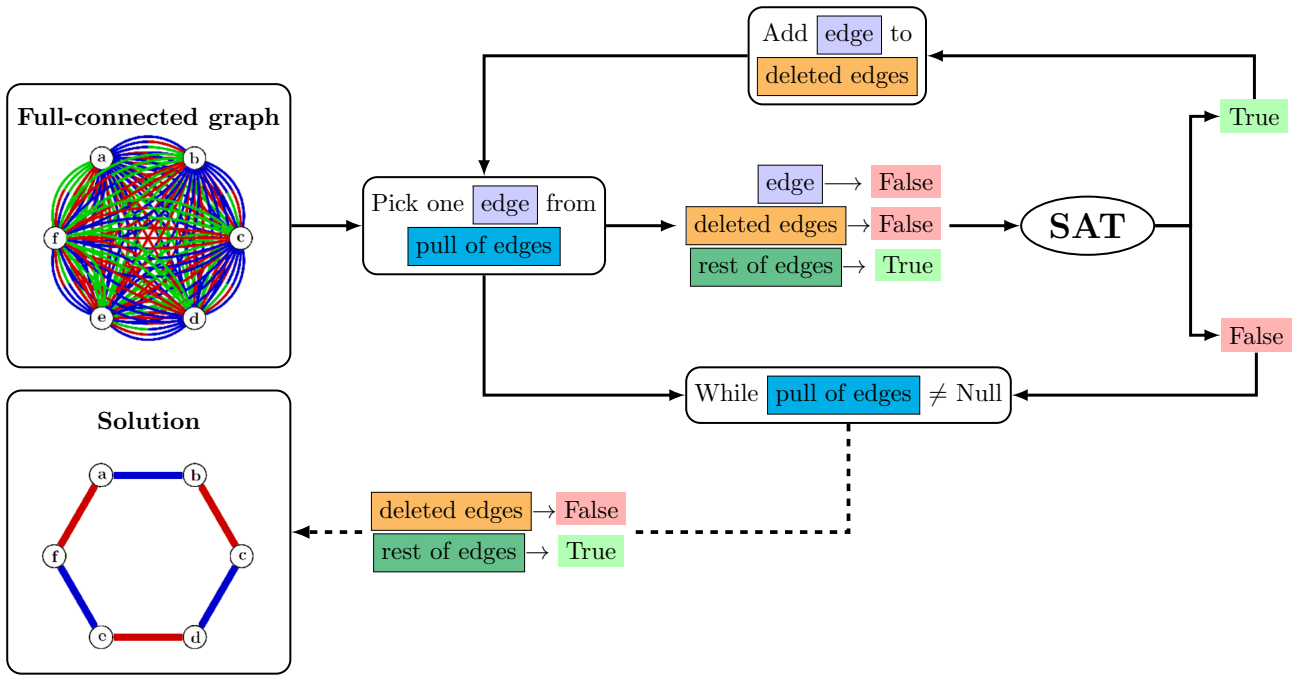 Add edge to
deleted edges
Full-connected graph
a
b
f
c
e
d
Pick one edge from
pull of edges
edge → False
deleted edges → False
rest of edges → True
SAT
True
False
While pull of edges ≠ Null
Solution
a
b
f
c
c
d
deleted edges → False
rest of edges → True